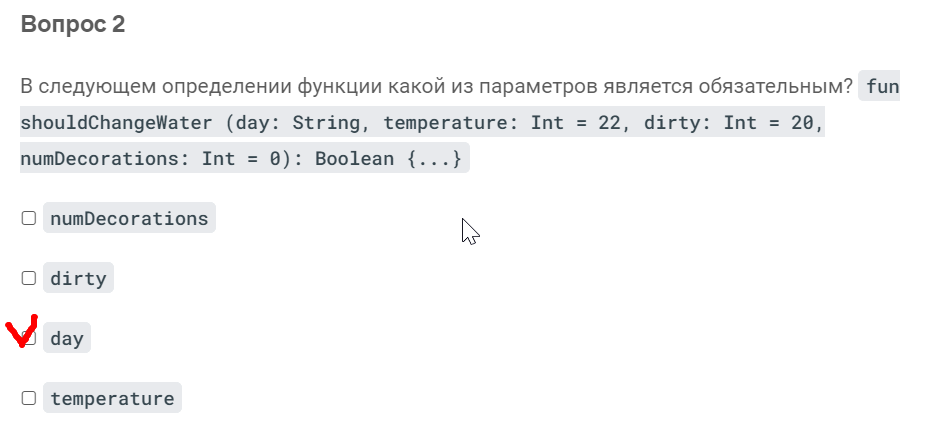 Вопрос 2
В следующем определении функции какой из параметров является обязательным? fun
shouldChangeWater (day: String, temperature: Int = 22, dirty: Int = 20,
numDecorations: Int = 0): Boolean {...}
numDecorations
dirty
day
temperature